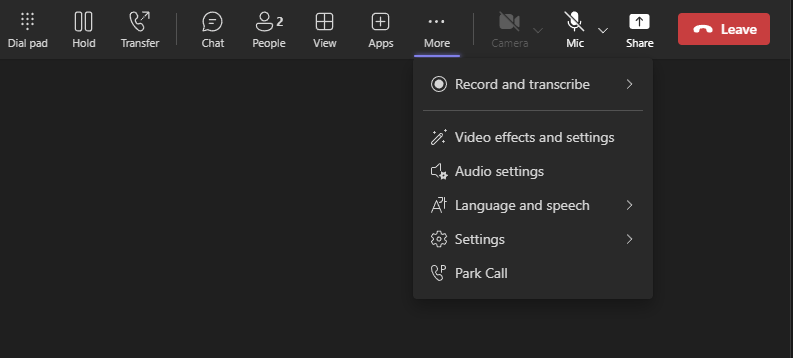 Dial pad
Hold
Transfer
Chat
2
People
View
Apps
More
Camera
Mic
Share
Leave
Record and transcribe
Video effects and settings
Audio settings
Language and speech
Settings
Park Call